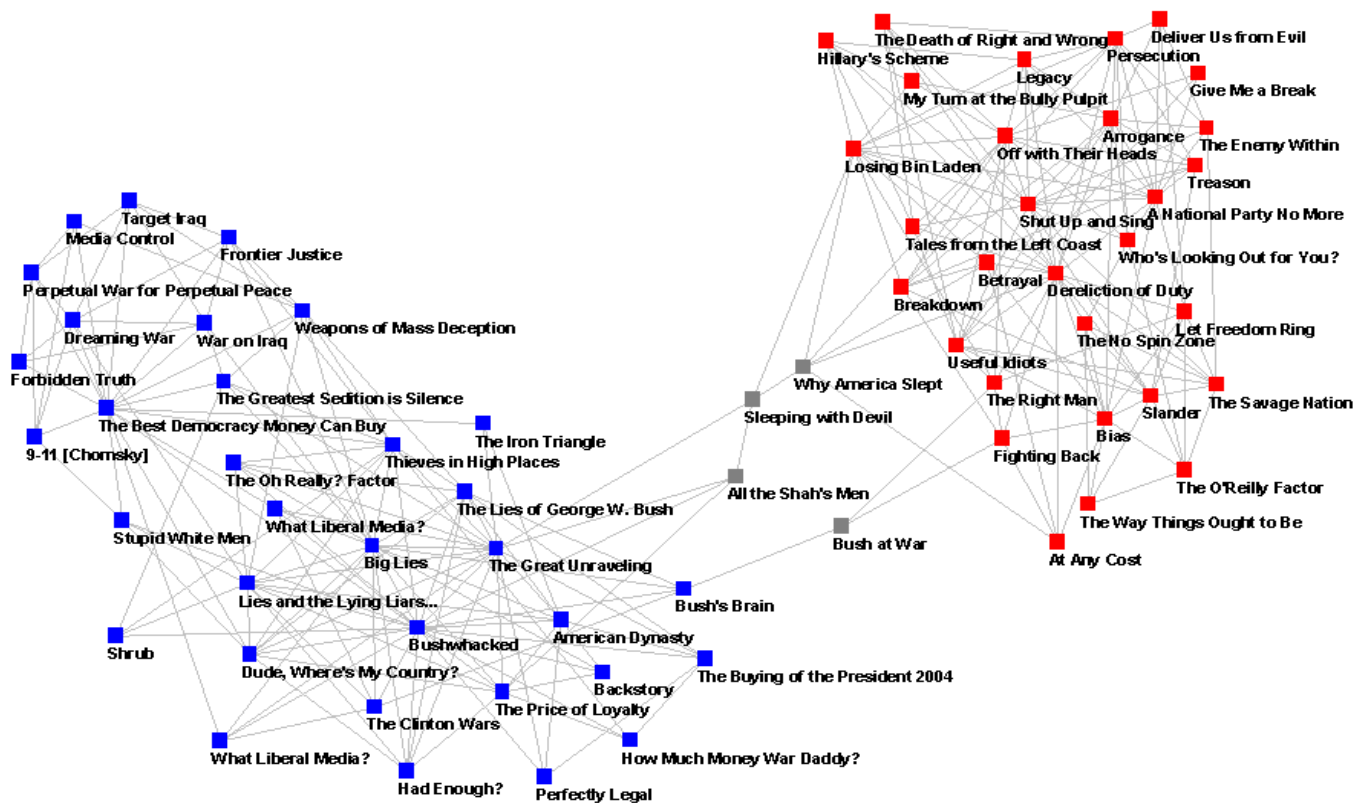 The Death of Right and Wrong
Deliver Us from Evil
Hillary's Scheme
Persecution
Legacy
My Turn at the Bully Pulpit
Give Me a Break
Arrogance
The Enemy Within
Off with Their Heads
Losing Bin Laden
Treason
Shut Up and Sing
A National Party No More
Tales from the Left Coast
Who's Looking Out for You?
Betrayal
Dereliction of Duty
Breakdown
Let Freedom Ring
The No Spin Zone
Useful Idiots
Why America Slept
The Right Man
Slander
The Savage Nation
Sleeping with Devil
Bias
Fighting Back
The O'Reilly Factor
All the Shah's Men
The Way Things Ought to Be
Bush at War
At Any Cost
Target Iraq
Media Control
Frontier Justice
Perpetual War for Perpetual Peace
Weapons of Mass Deception
Dreaming War
War on Iraq
Forbidden Truth
The Greatest Sedition is Silence
The Best Democracy Money Can Buy
The Iron Triangle
9-11 [Chomsky]
Thieves in High Places
The Oh Really? Factor
The Lies of George W. Bush
What Liberal Media?
Stupid White Men
Big Lies
The Great Unraveling
Lies and the Lying Liars...
Bush's Brain
Bushwhacked
American Dynasty
Shrub
Dude, Where's My Country?
The Buying of the President 2004
Backstory
The Price of Loyalty
The Clinton Wars
What Liberal Media?
How Much Money War Daddy?
Had Enough?
Perfectly Legal